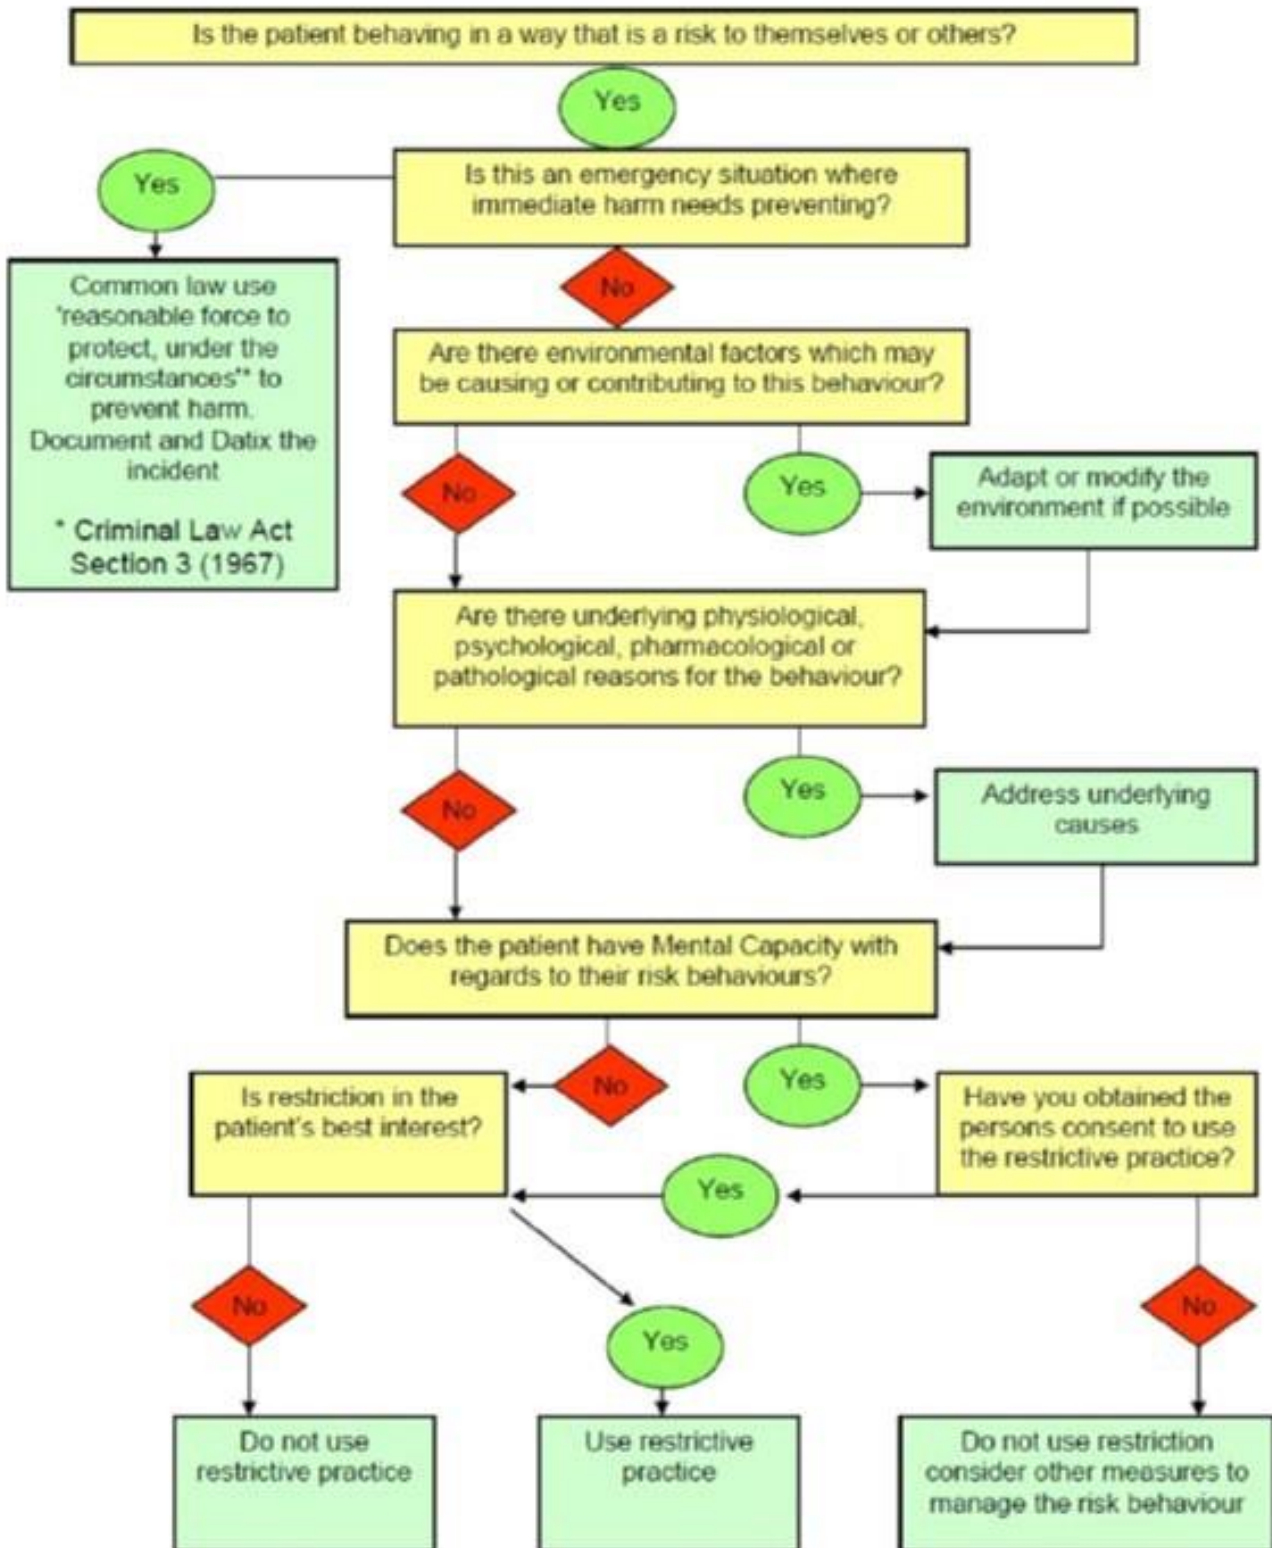 Is the patient behaving in a way that is a risk to themselves or others?
Yes
Yes
Is this an emergency situation where
immediate harm needs preventing?
No
Common law use
'reasonable force to
protect, under the
circumstances'* to
prevent harm.
Document and Datix the
incident
* Criminal Law Act
Section 3 (1967)
Are there environmental factors which may
be causing or contributing to this behaviour?
No
Yes
Adapt or modify the
environment if possible
Are there underlying physiological,
psychological, pharmacological or
pathological reasons for the behaviour?
No
Yes
Address underlying
causes
Does the patient have Mental Capacity with
regards to their risk behaviours?
No
Yes
Is restriction in the
patient's best interest?
Have you obtained the
persons consent to use
the restrictive practice?
Yes
No
Yes
No
Do not use
restrictive practice
Use restrictive
practice
Do not use restriction
consider other measures to
manage the risk behaviour